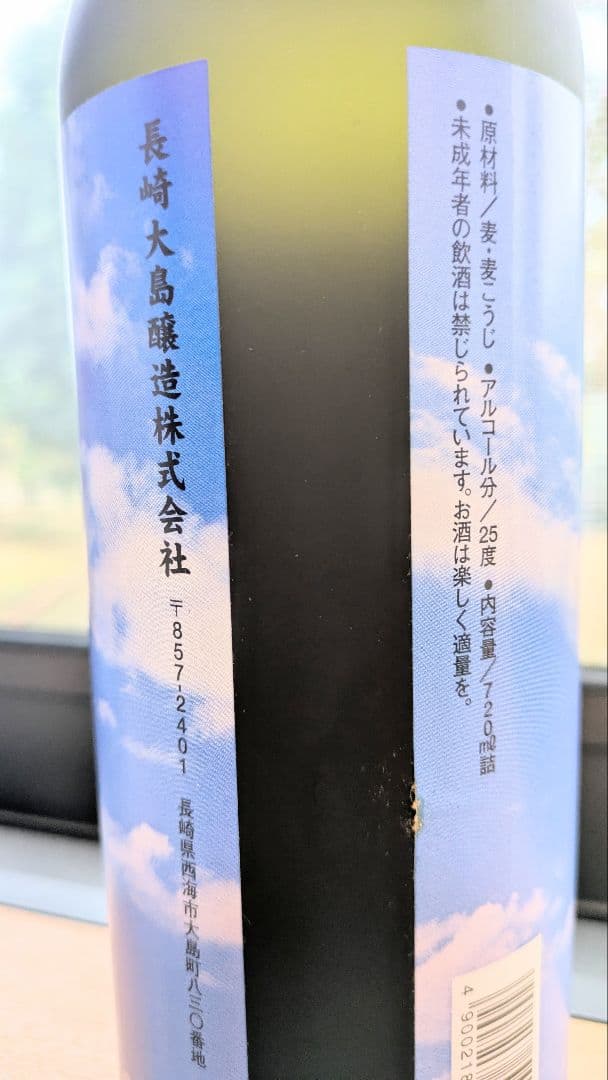 ●原材料/麦・麦こうじ ●アルコール分/25度 ●内容量/720mℓ詰
●未成年者の飲酒は禁じられています。お酒は楽しく適量を。
長崎大島醸造株式会社 〒857-2401 長崎県西海市大島町八三〇番地
4 900218